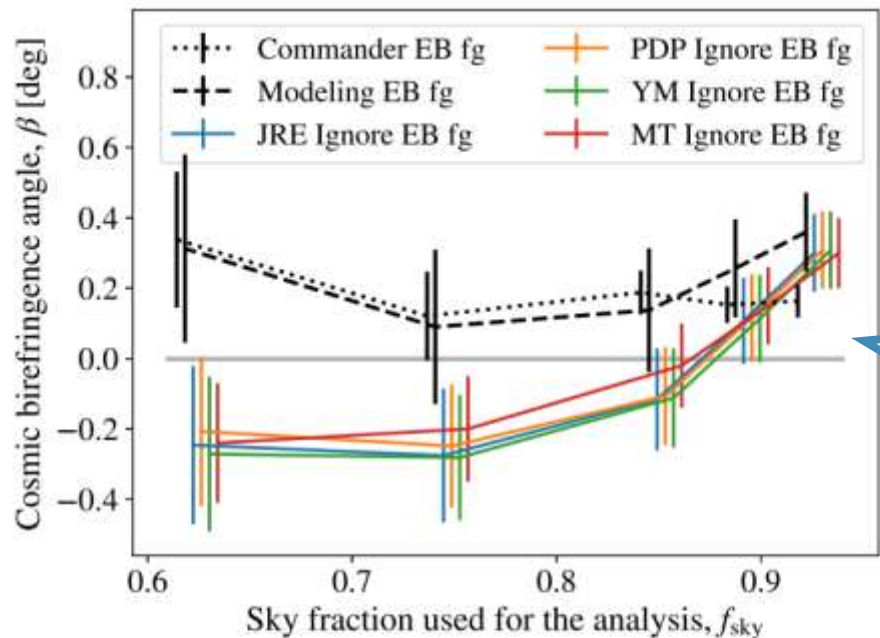 Commander EB fg
Modeling EB fg
JRE Ignore EB fg
PDP Ignore EB fg
YM Ignore EB fg
MT Ignore EB fg
Cosmic birefringence angle, β [deg]
0.8
0.6
0.4
0.2
0.0
−0.2
−0.4
0.6 0.7 0.8 0.9
Sky fraction used for the analysis, fsky